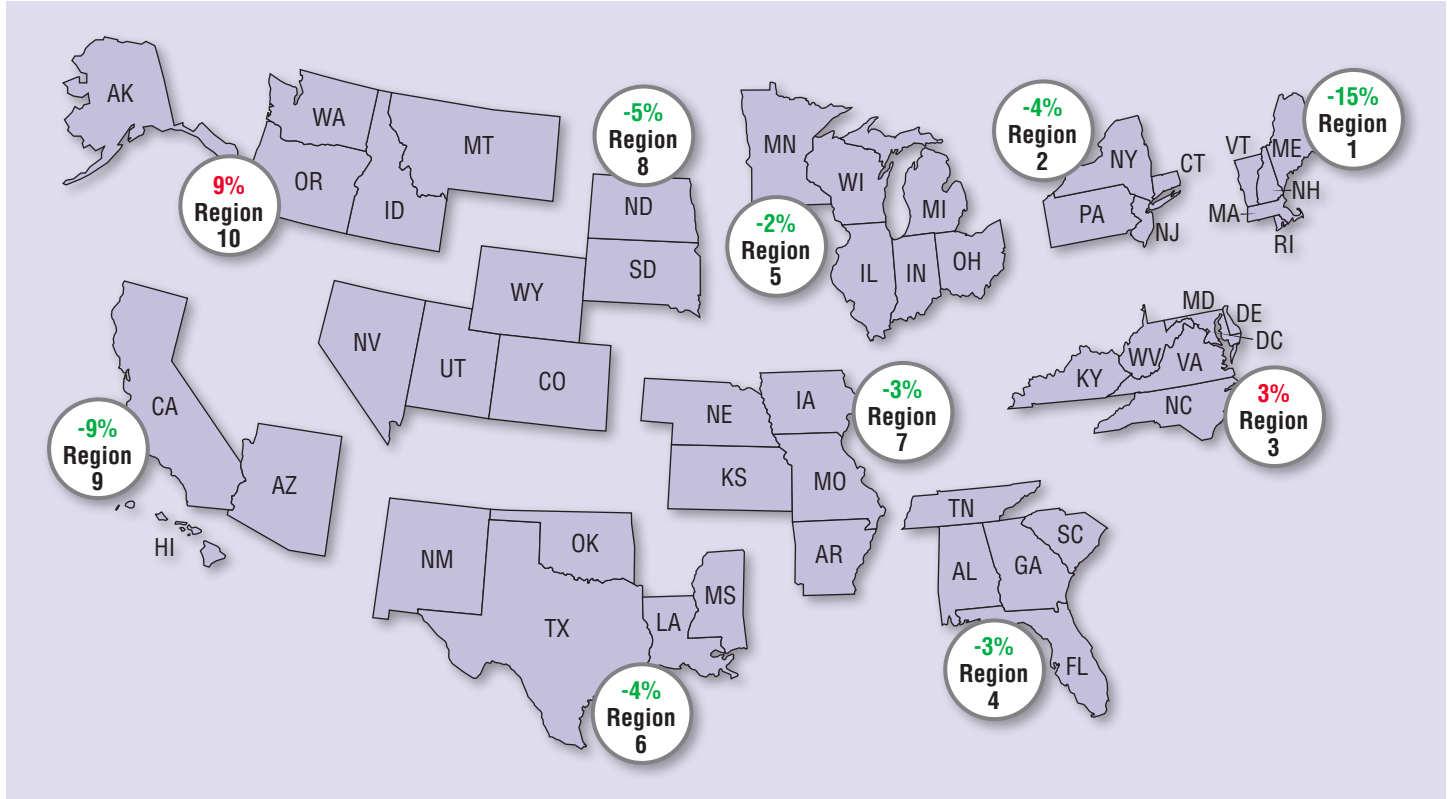 AK
WA
MT
OR
ID
9%
Region
10
-5%
Region
8
ND
SD
WY
NV
UT
CO
MN
WI
MI
IL
IN
OH
-2%
Region
5
-4%
Region
2
NY
PA
CT
NJ
-15%
Region
1
VT
ME
NH
MA
RI
CA
-9%
Region
9
AZ
HI
NE
IA
KS
MO
AR
-3%
Region
7
MD
DE
DC
WV
VA
KY
NC
3%
Region
3
NM
OK
TX
LA
MS
-4%
Region
6
TN
SC
AL
GA
FL
-3%
Region
4